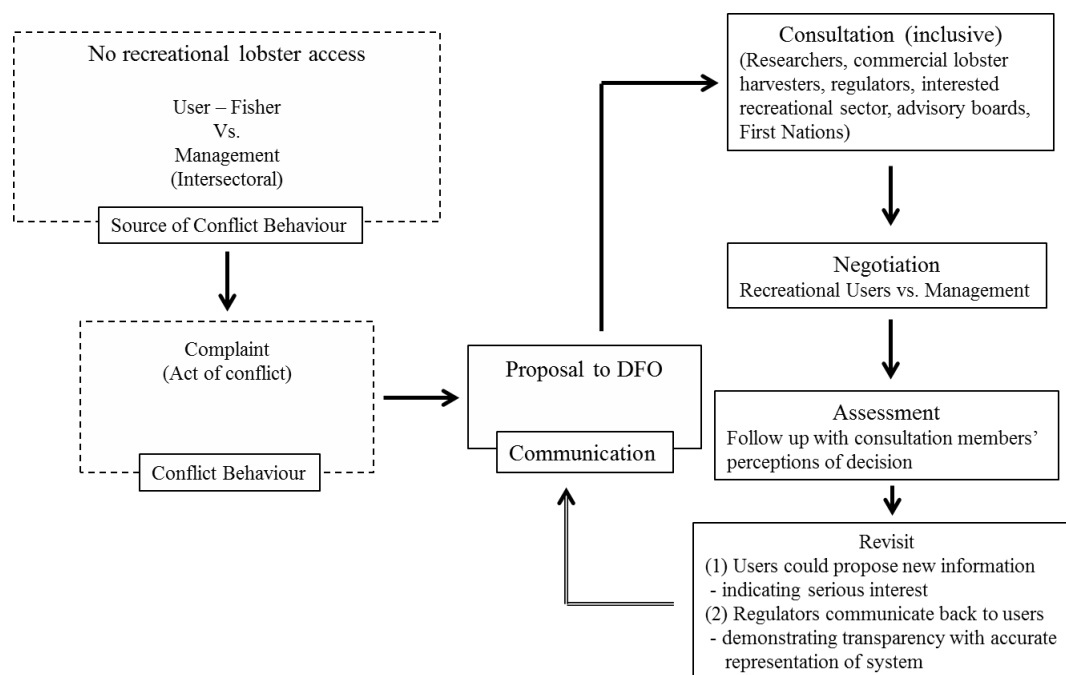 No recreational lobster access
User – Fisher
Vs.
Management
(Intersectoral)
Source of Conflict Behaviour
Complaint
(Act of conflict)
Conflict Behaviour
Proposal to DFO
Communication
Consultation (inclusive)
(Researchers, commercial lobster
harvesters, regulators, interested
recreational sector, advisory boards,
First Nations)
Negotiation
Recreational Users vs. Management
Assessment
Follow up with consultation members’
perceptions of decision
Revisit
(1) Users could propose new information
- indicating serious interest
(2) Regulators communicate back to users
- demonstrating transparency with accurate
representation of system